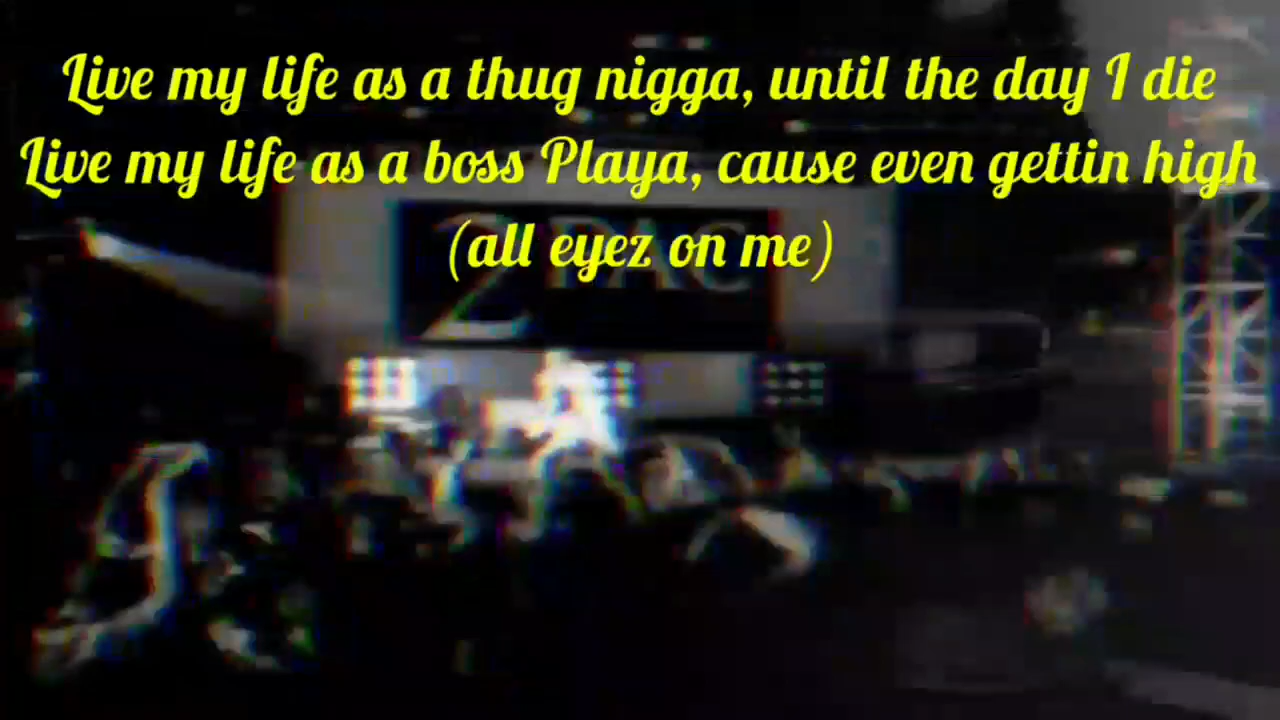 Live my life as a thug nigga, until the day I die
Live my life as a boss Playa, cause even gettin high
(all eyez on me)
2PAC